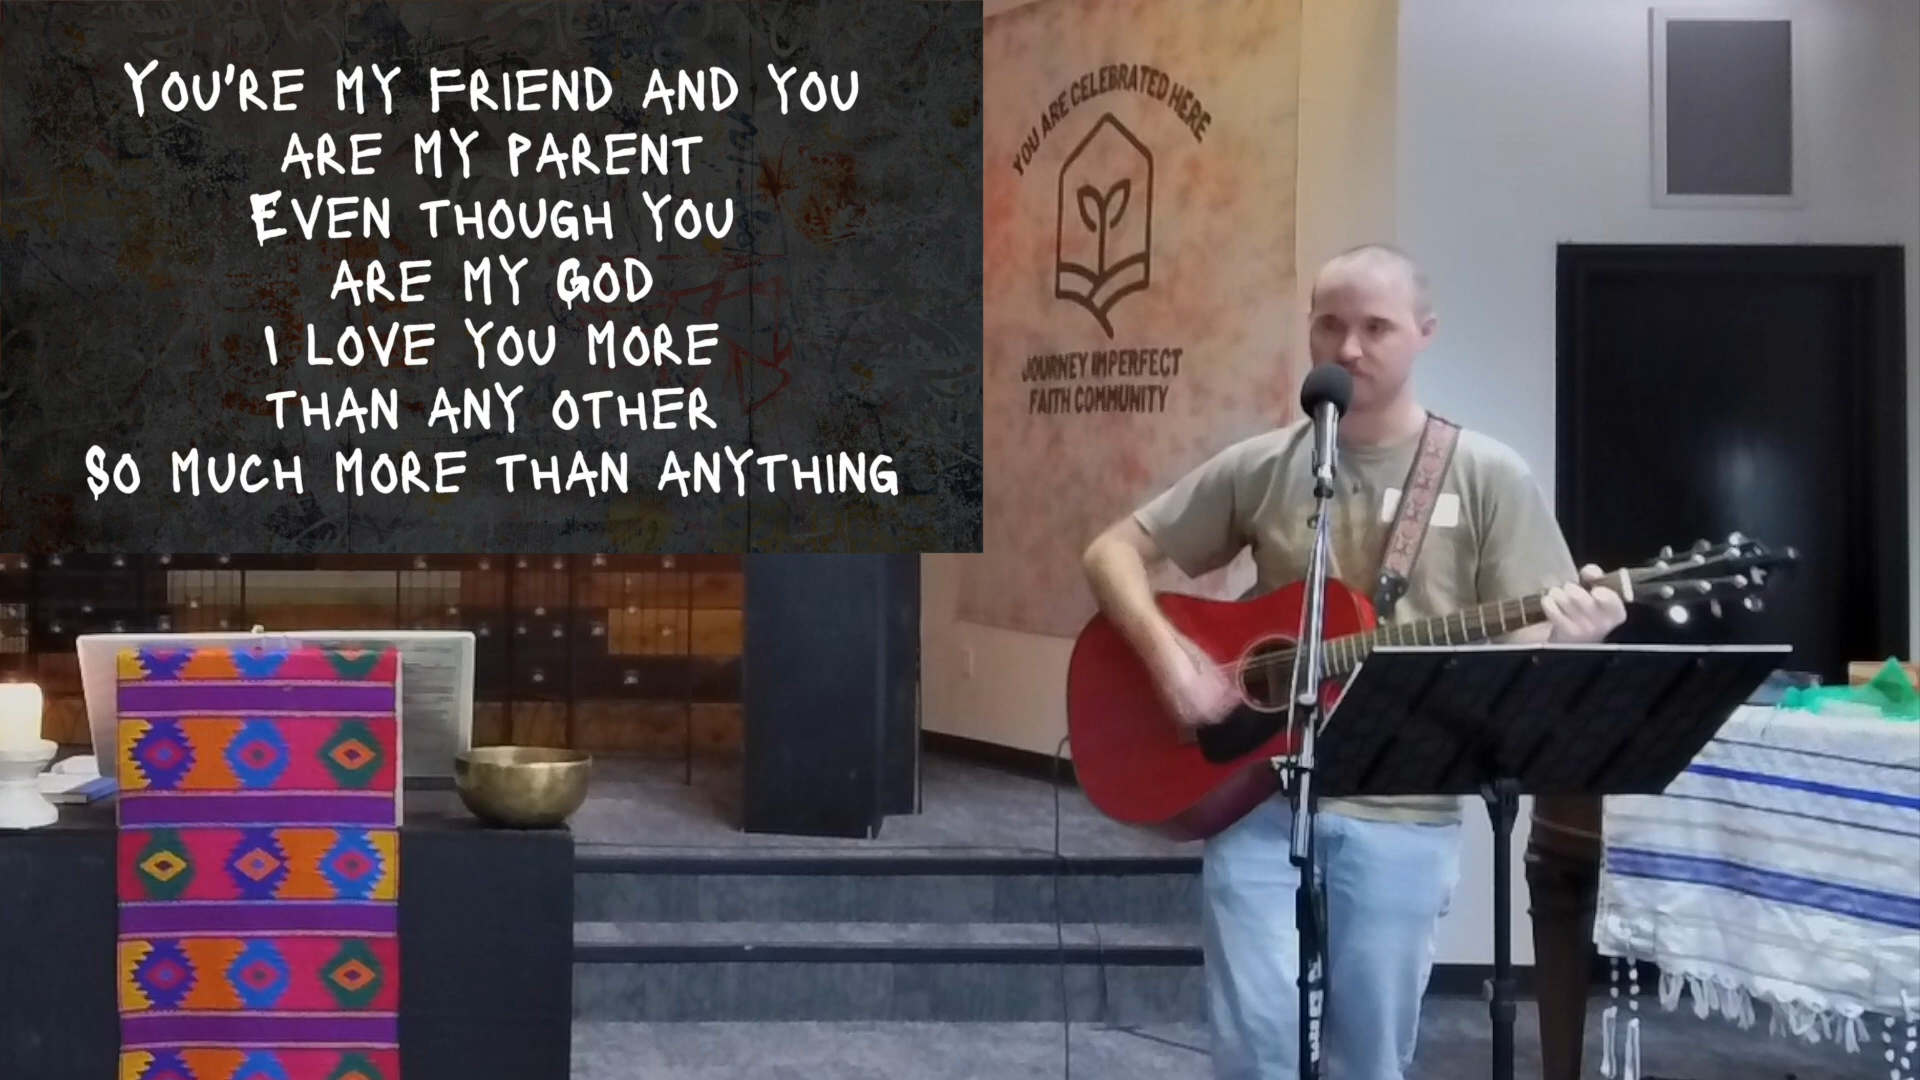 YOU'RE MY FRIEND AND YOU
ARE MY PARENT
EVEN THOUGH YOU
ARE MY GOD
I LOVE YOU MORE
THAN ANY OTHER
SO MUCH MORE THAN ANYTHING
YOU ARE CELEBRATED HERE
JOURNEY IMPERFECT
FAITH COMMUNITY